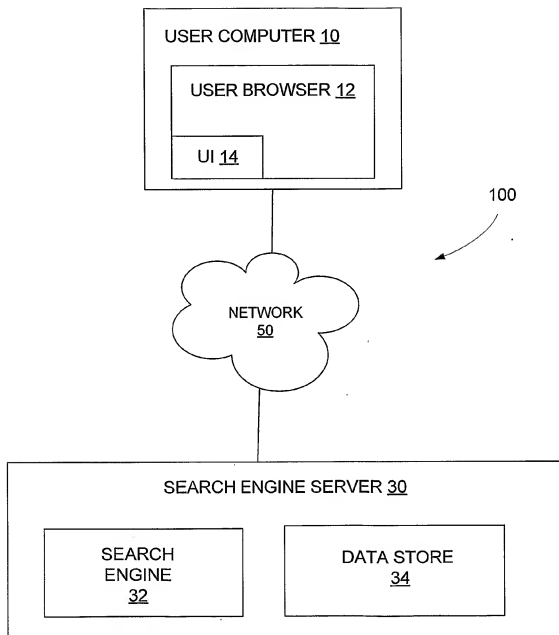 USER COMPUTER 10
USER BROWSER 12
UI 14
100
NETWORK
50
SEARCH ENGINE SERVER 30
SEARCH
ENGINE
32
DATA STORE
34